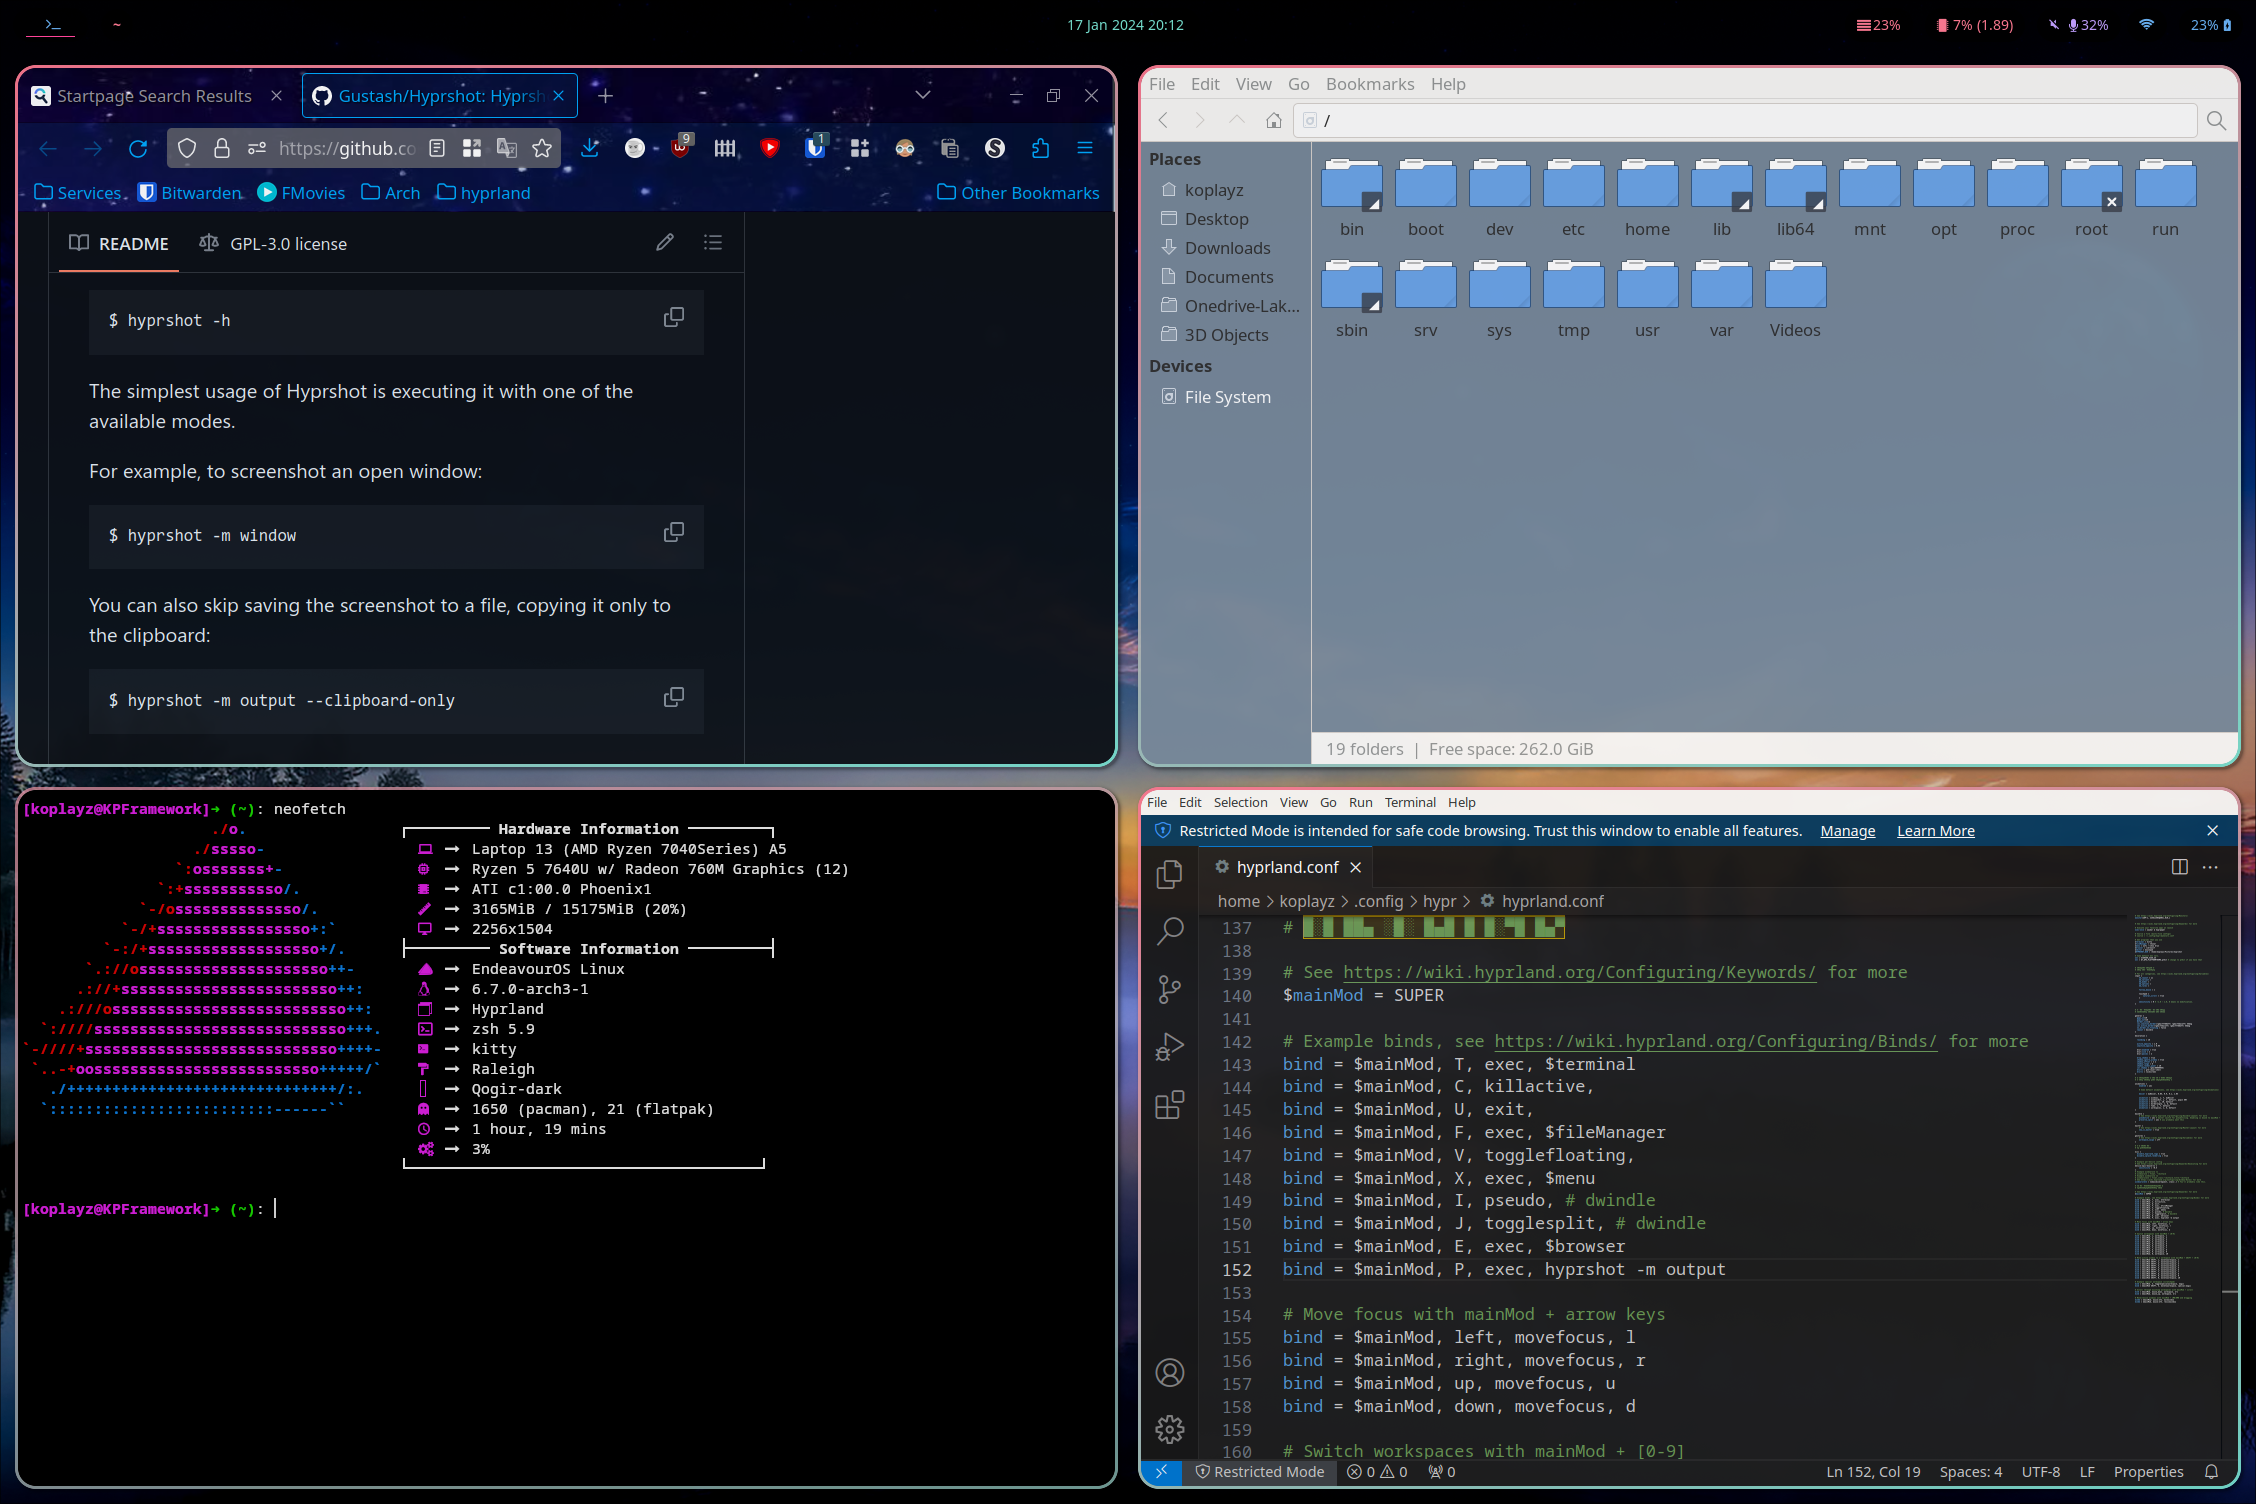 ~
17 Jan 2024 20:12
23%
7% (1.89)
32%
23%
Startpage Search Results
Gustash/Hyprshot: Hyprsh
https://github.co
9
1
Services
Bitwarden
FMovies
Arch
hyprland
Other Bookmarks
README
GPL-3.0 license
$ hyprshot -h
The simplest usage of Hyprshot is executing it with one of the
available modes.
For example, to screenshot an open window:
$ hyprshot -m window
You can also skip saving the screenshot to a file, copying it only to
the clipboard:
$ hyprshot -m output --clipboard-only
File Edit View Go Bookmarks Help
/
Places
koplayz
Desktop
Downloads
Documents
Onedrive-Lak...
3D Objects
Devices
File System
bin boot dev etc home lib lib64 mnt opt proc root run
sbin srv sys tmp usr var Videos
19 folders | Free space: 262.0 GiB
[koplayz@KPFramework]➜ (~): neofetch
Hardware Information
Laptop 13 (AMD Ryzen 7040Series) A5
Ryzen 5 7640U w/ Radeon 760M Graphics (12)
ATI c1:00.0 Phoenix1
3165MiB / 15175MiB (20%)
2256x1504
Software Information
EndeavourOS Linux
6.7.0-arch3-1
Hyprland
zsh 5.9
kitty
Raleigh
Qogir-dark
1650 (pacman), 21 (flatpak)
1 hour, 19 mins
3%
[koplayz@KPFramework]➜ (~):
File Edit Selection View Go Run Terminal Help
Restricted Mode is intended for safe code browsing. Trust this window to enable all features. Manage Learn More
hyprland.conf
home > koplayz > .config > hypr > hyprland.conf
137 #
138
139 # See https://wiki.hyprland.org/Configuring/Keywords/ for more
140 $mainMod = SUPER
141
142 # Example binds, see https://wiki.hyprland.org/Configuring/Binds/ for more
143 bind = $mainMod, T, exec, $terminal
144 bind = $mainMod, C, killactive,
145 bind = $mainMod, U, exit,
146 bind = $mainMod, F, exec, $fileManager
147 bind = $mainMod, V, togglefloating,
148 bind = $mainMod, X, exec, $menu
149 bind = $mainMod, I, pseudo, # dwindle
150 bind = $mainMod, J, togglesplit, # dwindle
151 bind = $mainMod, E, exec, $browser
152 bind = $mainMod, P, exec, hyprshot -m output
153
154 # Move focus with mainMod + arrow keys
155 bind = $mainMod, left, movefocus, l
156 bind = $mainMod, right, movefocus, r
157 bind = $mainMod, up, movefocus, u
158 bind = $mainMod, down, movefocus, d
159
160 # Switch workspaces with mainMod + [0-9]
Restricted Mode 0 0 0
Ln 152, Col 19 Spaces: 4 UTF-8 LF Properties